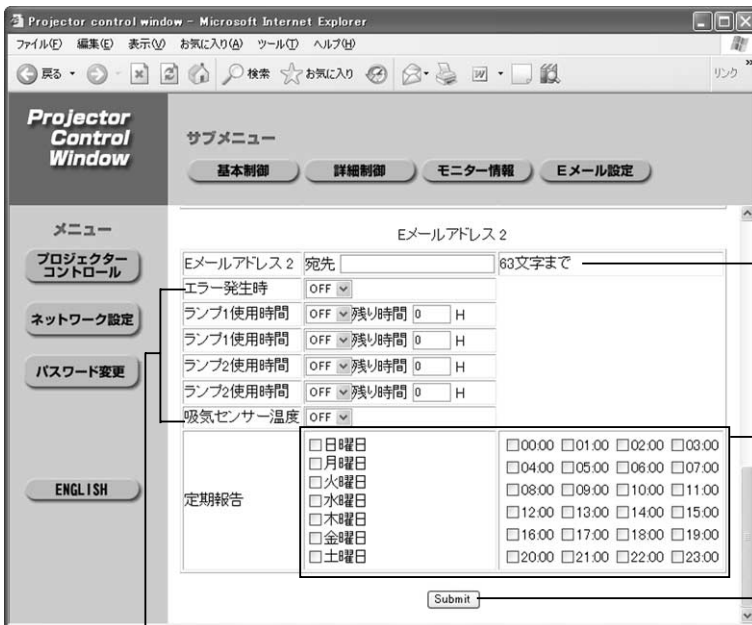 Projector control window - Microsoft Internet Explorer
ファイル(F) 編集(E) 表示(V) お気に入り(A) ツール(T) ヘルプ(H)
戻る 検索 お気に入り リンク
Projector
Control
Window
サブメニュー
基本制御 詳細制御 モニター情報 Eメール設定
メニュー
プロジェクター
コントロール
ネットワーク設定
パスワード変更
ENGLISH
Eメールアドレス2
Eメールアドレス2 宛先 63文字まで
エラー発生時 OFF
ランプ1使用時間 OFF 残り時間 0 H
ランプ1使用時間 OFF 残り時間 0 H
ランプ2使用時間 OFF 残り時間 0 H
ランプ2使用時間 OFF 残り時間 0 H
吸気センサー温度 OFF
定期報告
日曜日
月曜日
火曜日
水曜日
木曜日
金曜日
土曜日
00:00 01:00 02:00 03:00
04:00 05:00 06:00 07:00
08:00 09:00 10:00 11:00
12:00 13:00 14:00 15:00
16:00 17:00 18:00 19:00
20:00 21:00 22:00 23:00
Submit